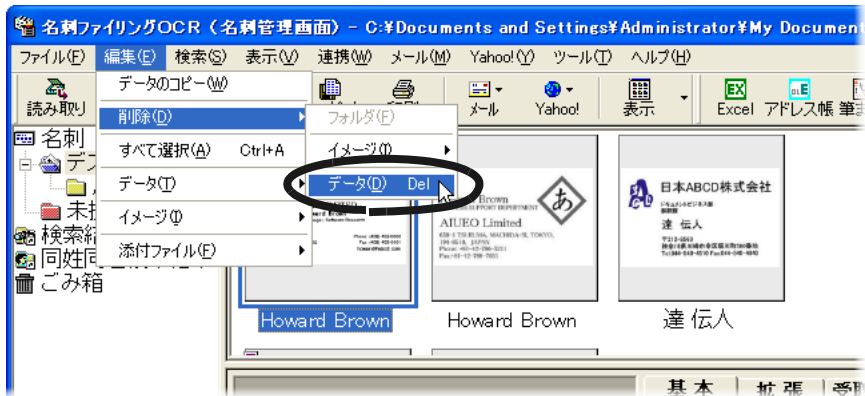 名刺ファイリングOCR（名刺管理画面）- C:¥Documents and Settings¥Administrator¥My Documen
ファイル(F) 編集(E) 検索(S) 表示(V) 連携(W) メール(M) Yahoo!(Y) ツール(T) ヘルプ(H)
読み取り メール Yahoo! 表示 Excel アドレス帳 筆
データのコピー(W)
削除(D)
すべて選択(A) Ctrl+A
データ(T)
イメージ(I)
添付ファイル(F)
フォルダ(F)
イメージ(I)
データ(D) Del
名刺
デフ
検索結
同姓同
ごみ箱
Brown
AIUEO Limited
あ
日本ABCD株式会社
達 伝人
Howard Brown
Howard Brown
達 伝人
基本 拡張 受